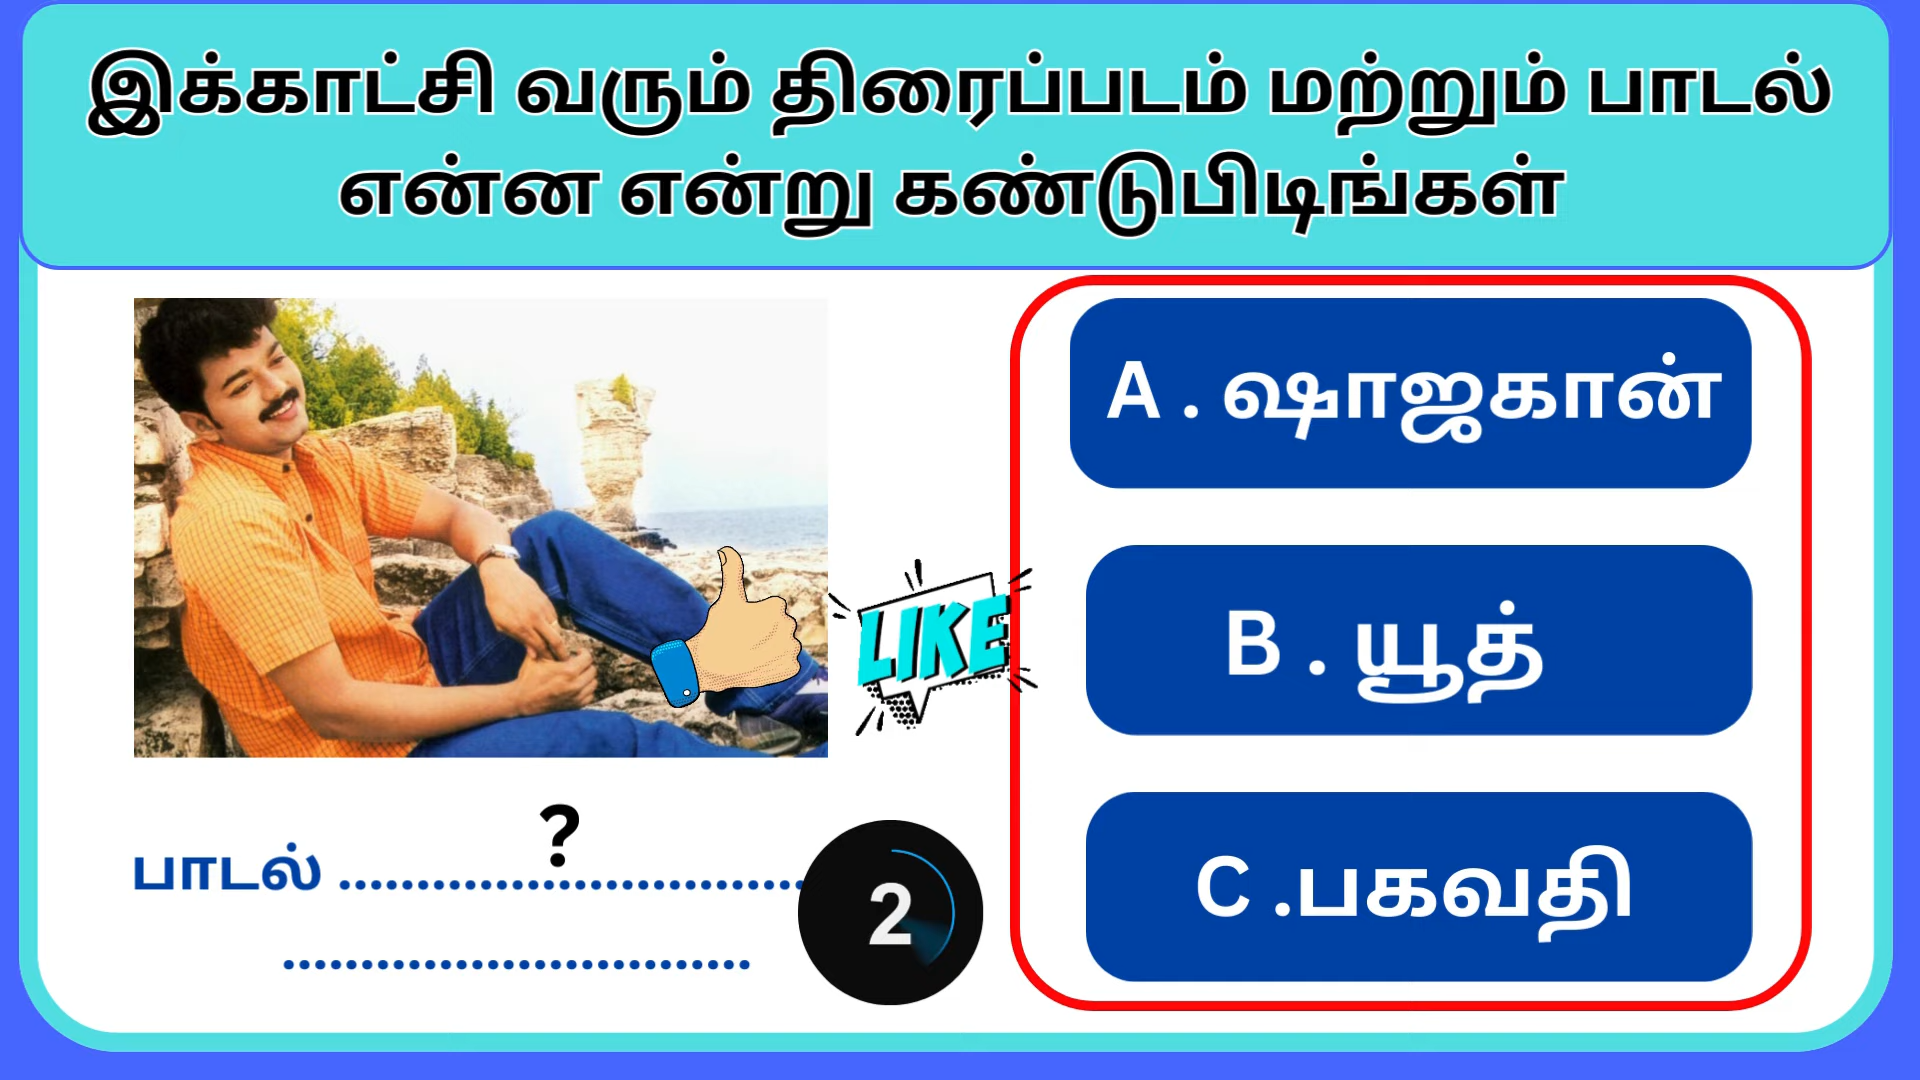 இக்காட்சி வரும் திரைப்படம் மற்றும் பாடல்
என்ன என்று கண்டுபிடிங்கள்
A . ஷாஜகான்
B . யூத்
C .பகவதி
LIKE
?
பாடல் ..............................
..............................
2